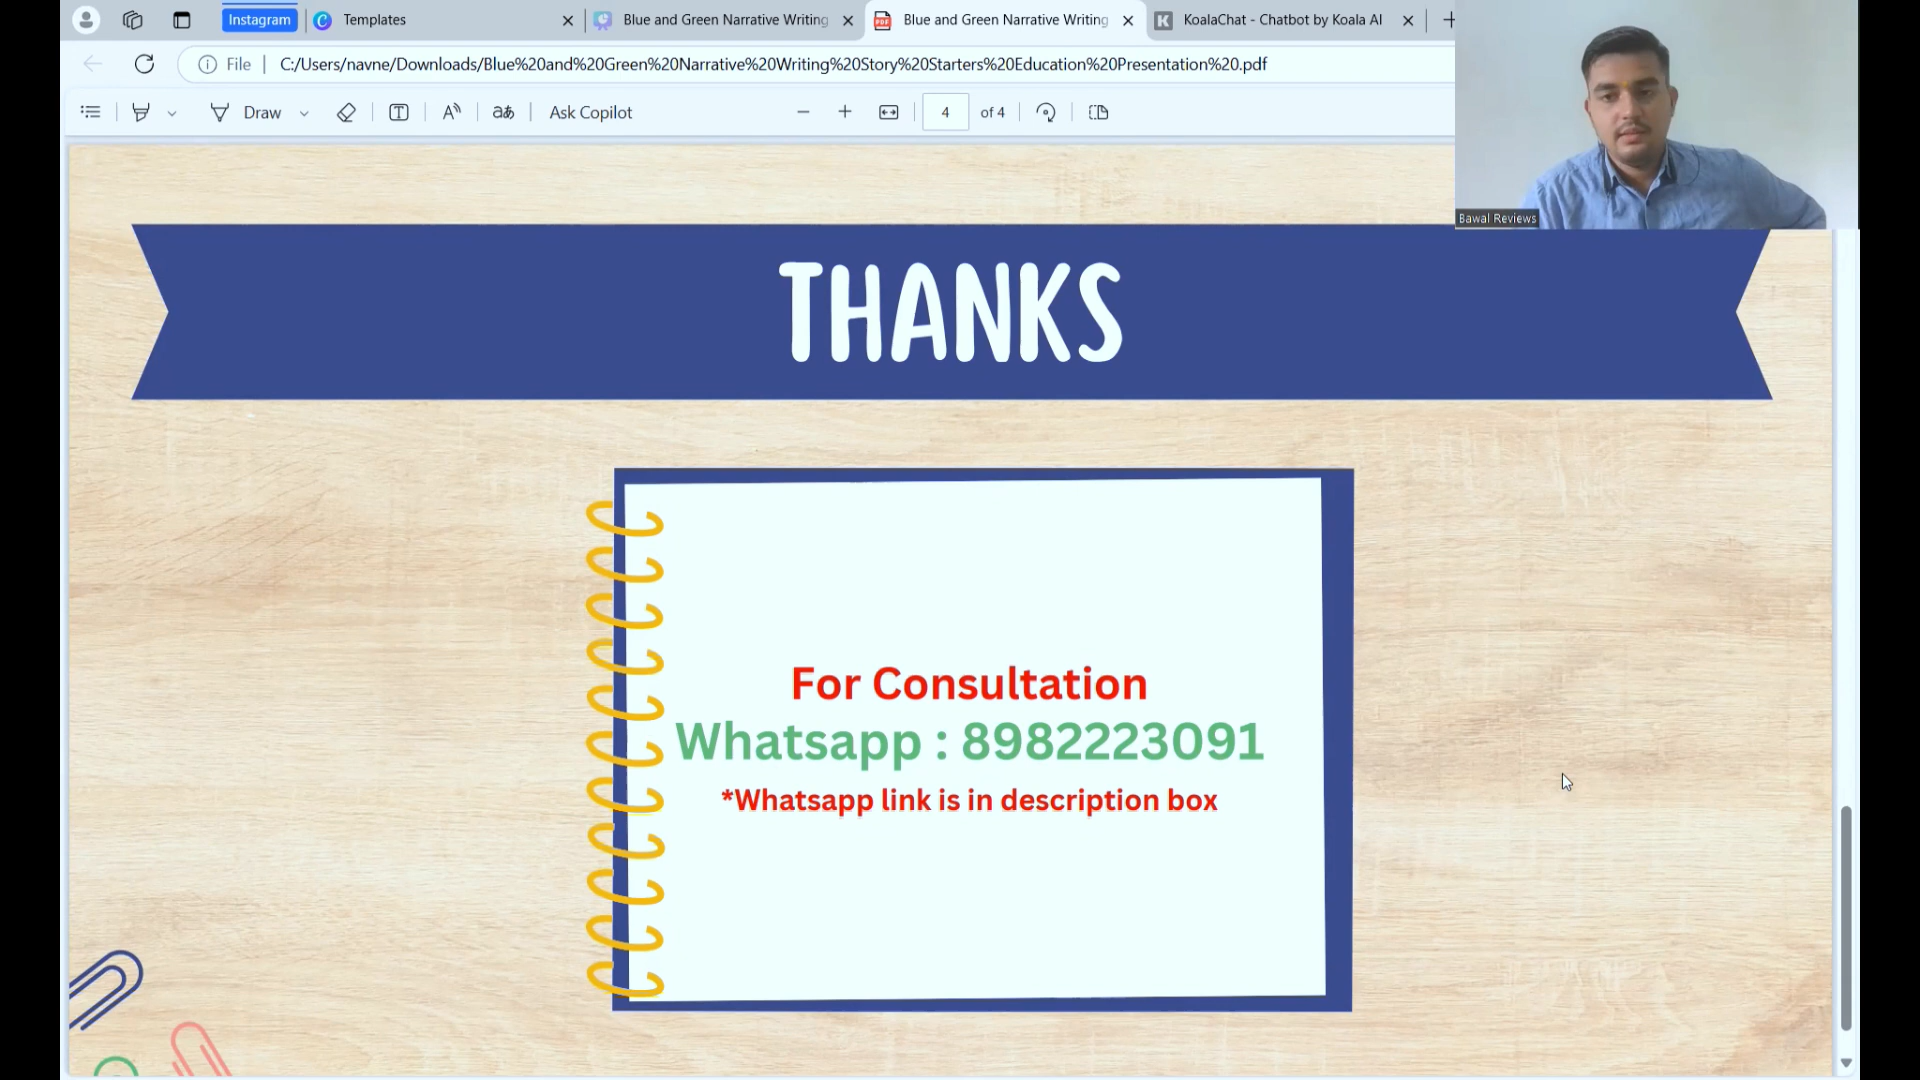 Instagram
Templates
Blue and Green Narrative Writing
Blue and Green Narrative Writing
KoalaChat - Chatbot by Koala AI
File
C:/Users/navne/Downloads/Blue%20and%20Green%20Narrative%20Writing%20Story%20Starters%20Education%20Presentation%20.pdf
Draw
aあ
Ask Copilot
4
of 4
Bawal Reviews
THANKS
For Consultation
Whatsapp : 8982223091
*Whatsapp link is in description box